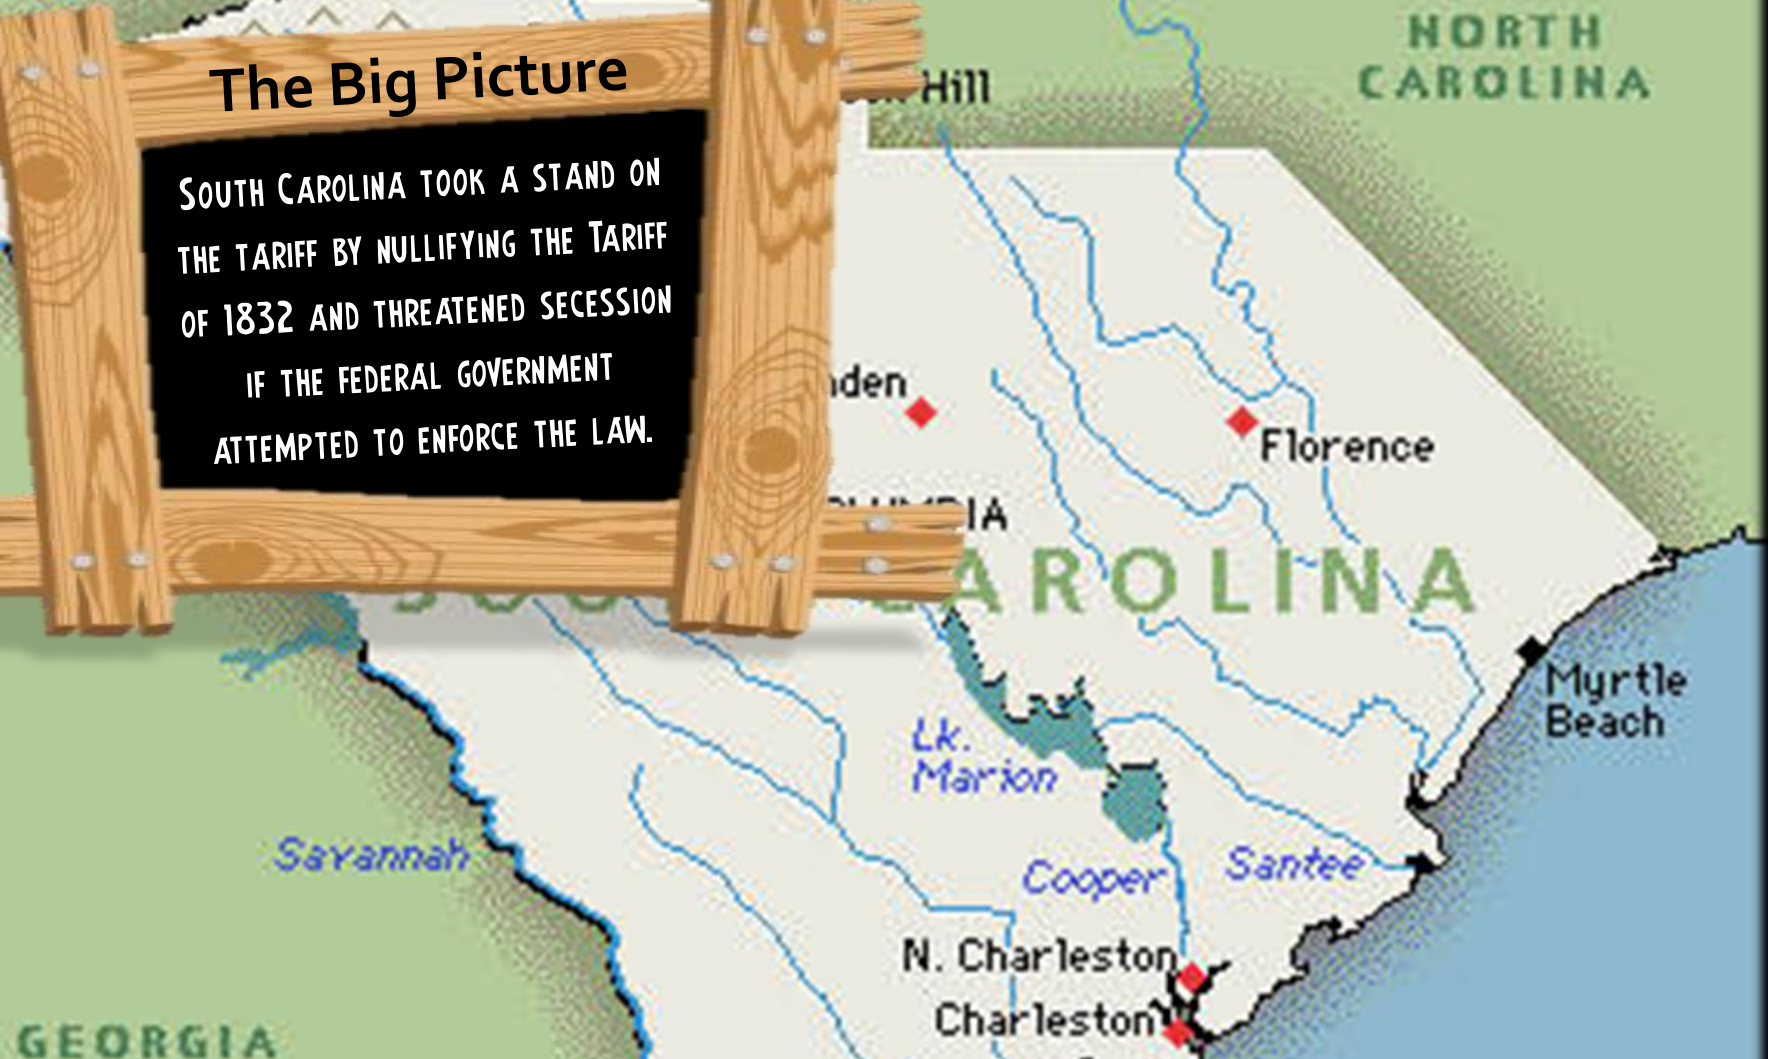 The Big Picture
South Carolina took a stand on
the tariff by nullifying the Tariff
of 1832 and threatened secession
if the federal government
attempted to enforce the law.
NORTH
CAROLINA
Hill
Florence
CAROLINA
Myrtle
Beach
Lk.
Marion
Savannah
Cooper
Santee
N. Charleston
Charleston
GEORGIA